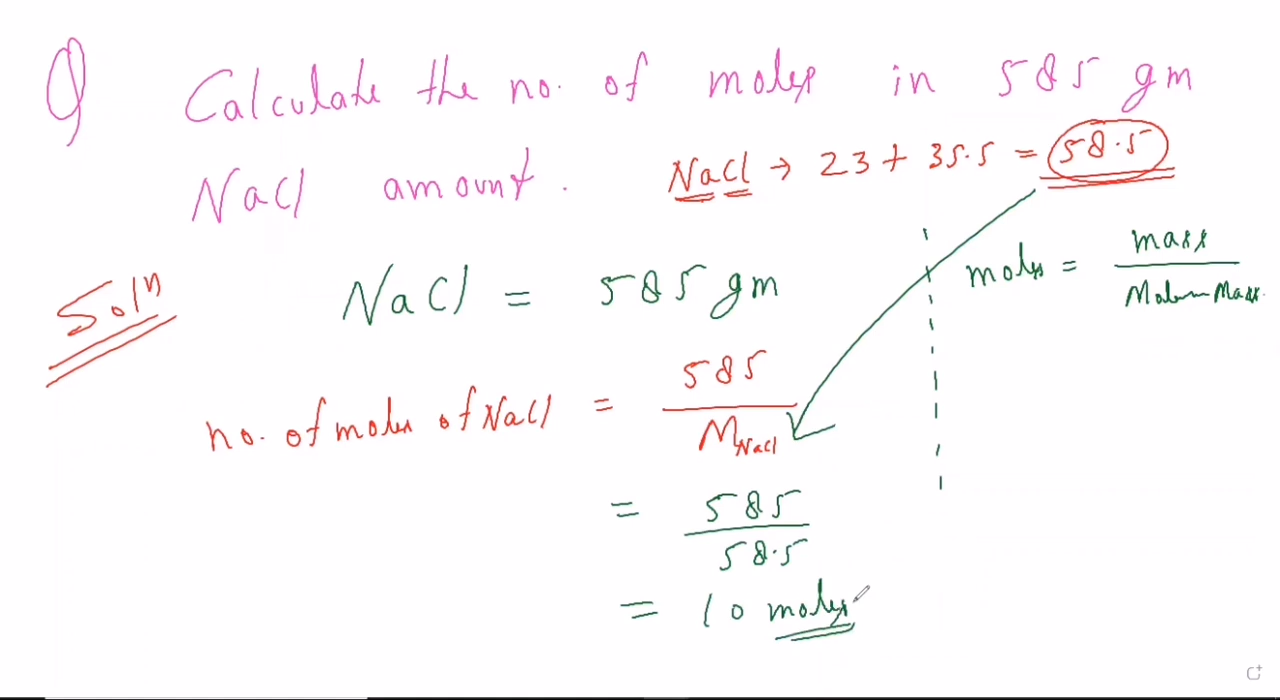 Q Calculate the no. of moles in 585 gm
NaCl amount.
NaCl → 23 + 35.5 = 58.5
Soln
NaCl = 585 gm
moles = mass / Molar Mass
no. of moles of NaCl = 585 / MNaCl
= 585 / 58.5
= 10 moles